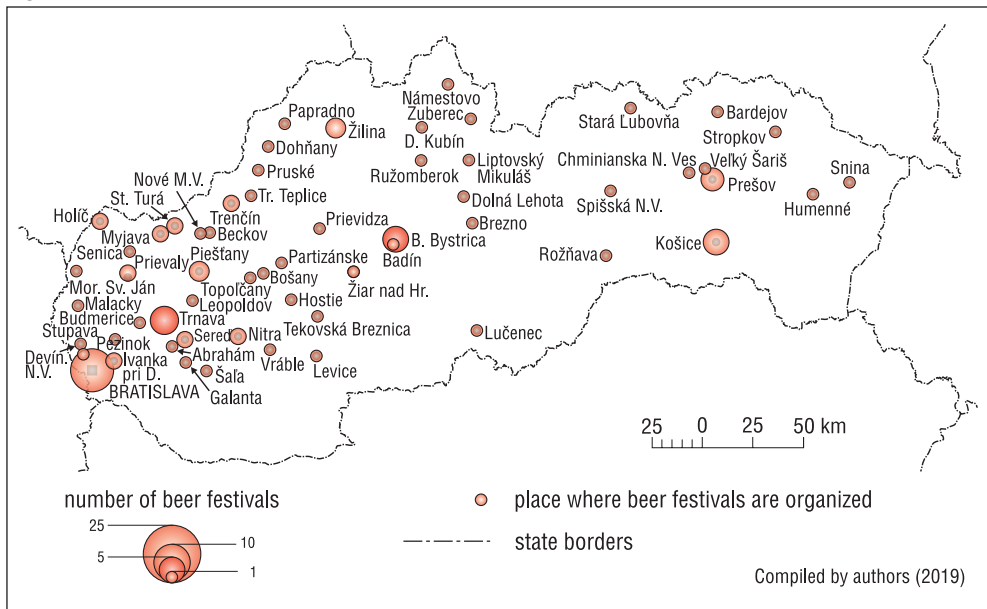 Námestovo
Zuberec
Papradno
Žilina
D. Kubín
Stará Ľubovňa
Bardejov
Stropkov
Dohňany
Pruské
Ružomberok
Liptovský
Mikuláš
Chminianska N. Ves
Veľký Šariš
Prešov
Snina
Nové M.V.
St. Turá
Tr. Teplice
Dolná Lehota
Spišská N.V.
Humenné
Holíč
Trenčín
Beckov
Prievidza
Brezno
Myjava
B. Bystrica
Badín
Košice
Senica
Prievaly
Piešťany
Partizánske
Rožňava
Mor. Sv. Ján
Topoľčany
Bošany
Žiar nad Hr.
Malacky
Leopoldov
Hostie
Budmerice
Trnava
Tekovská Breznica
Stupava
Pezinok
Sereď
Nitra
Lučenec
Devín.
N.V.
Ivanka
pri D.
Abrahám
Vráble
Levice
BRATISLAVA
Šaľa
Galanta
25 0 25 50 km
number of beer festivals
25
10
5
1
place where beer festivals are organized
state borders
Compiled by authors (2019)